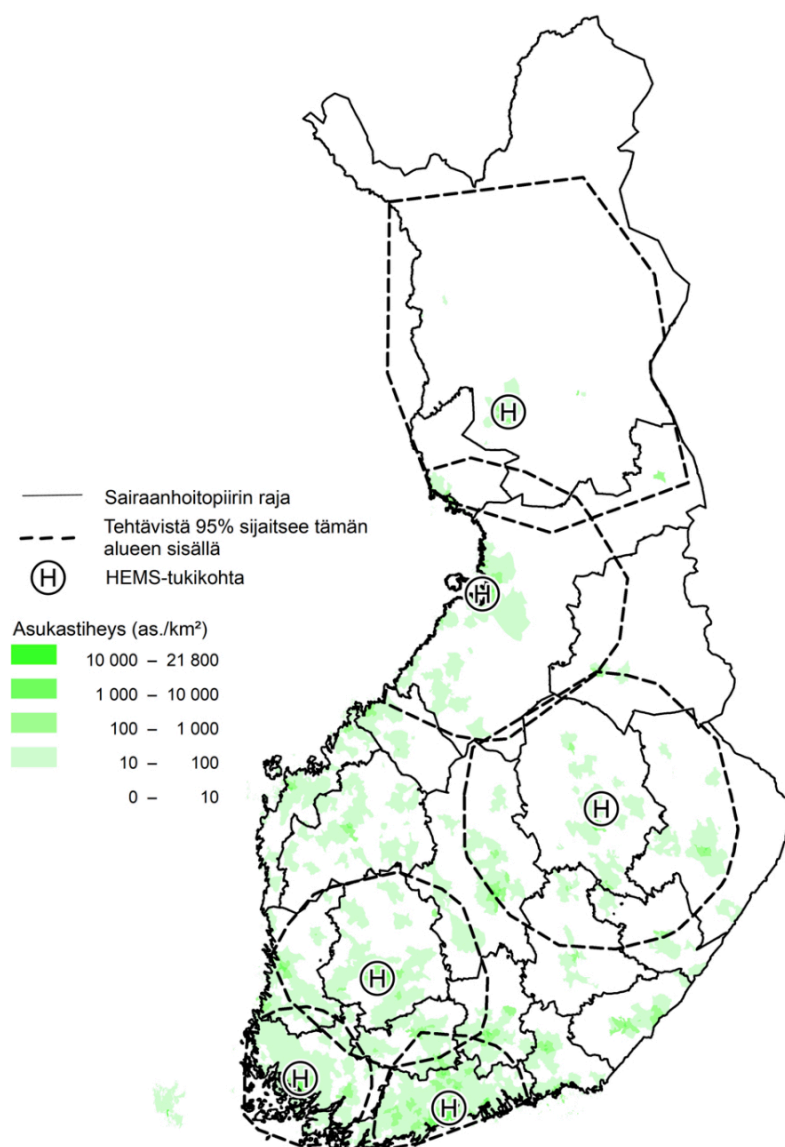 H
H
Sairaanhoitopiirin raja
Tehtävistä 95% sijaitsee tämän
alueen sisällä
H HEMS-tukikohta
Asukastiheys (as./km²)
10 000 – 21 800
1 000 – 10 000
100 – 1 000
10 – 100
0 – 10
H
H
H
H